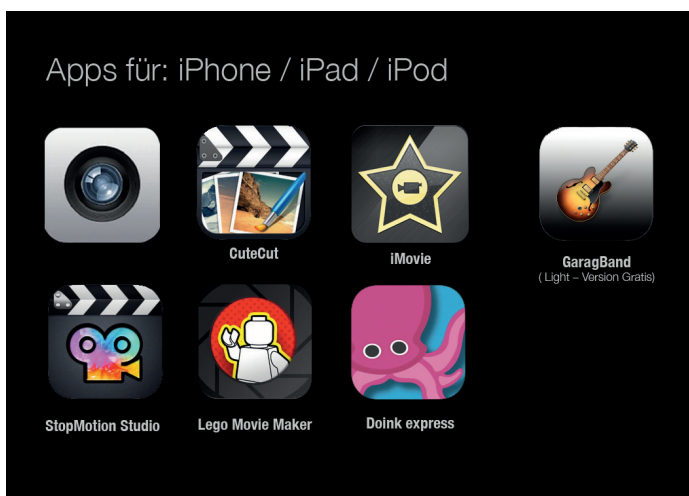 Apps für: iPhone / iPad / iPod
CuteCut
iMovie
GaragBand
( Light – Version Gratis)
StopMotion Studio
Lego Movie Maker
Doink express